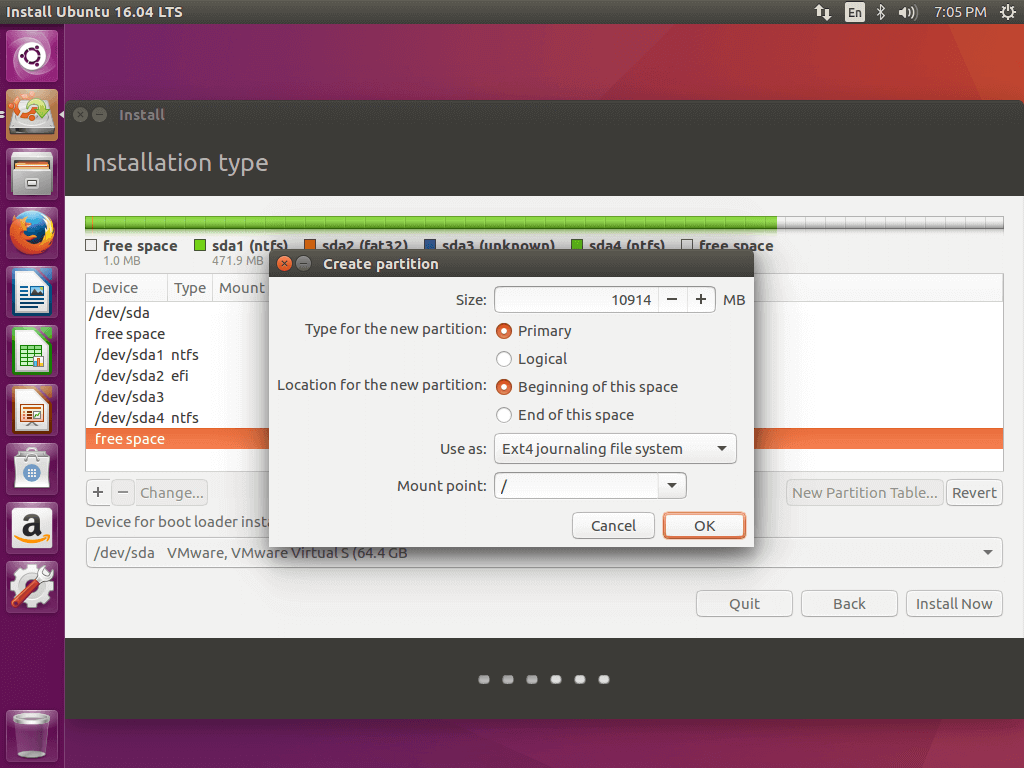 Install Ubuntu 16.04 LTS En 7:05 PM
Install
Installation type
free space sda1 (ntfs) sda2 (fat32) sda3 (unknown) sda4 (ntfs) free space
1.0 MB 471.9 MB
Create partition
Device Type Mount
Size: 10914 − + MB
/dev/sda
Type for the new partition: Primary
free space
/dev/sda1 ntfs
Logical
/dev/sda2 efi
Location for the new partition: Beginning of this space
/dev/sda3
/dev/sda4 ntfs
End of this space
free space
Use as: Ext4 journaling file system
Mount point: /
+ − Change... New Partition Table... Revert
Device for boot loader
Cancel OK
/dev/sda VMware, VMware Virtual S (64.4 GB
Quit Back Install Now
a